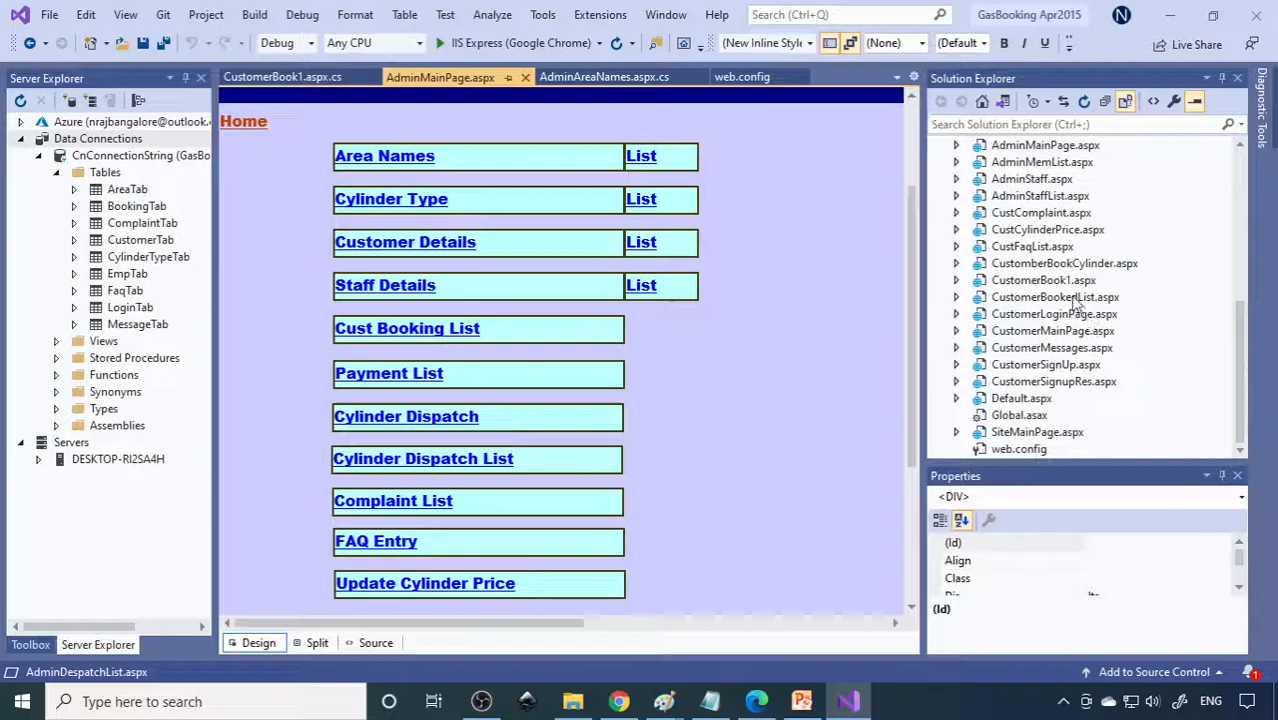 File Edit View Git Project Build Debug Format Table Test Analyze Tools Extensions Window Help Search (Ctrl+Q) GasBooking Apr2015 N
Debug Any CPU IIS Express (Google Chrome) (New Inline Style (None) (Default B I U Live Share
Server Explorer
Azure (nrajbangalore@outlook.
Data Connections
CnConnectionString (GasBo
Tables
AreaTab
BookingTab
ComplaintTab
CustomerTab
CylinderTypeTab
EmpTab
FaqTab
LoginTab
MessageTab
Views
Stored Procedures
Functions
Synonyms
Types
Assemblies
Servers
DESKTOP-RI2SA4H
Toolbox Server Explorer
CustomerBook1.aspx.cs AdminMainPage.aspx AdminAreaNames.aspx.cs web.config
Home
Area Names List
Cylinder Type List
Customer Details List
Staff Details List
Cust Booking List
Payment List
Cylinder Dispatch
Cylinder Dispatch List
Complaint List
FAQ Entry
Update Cylinder Price
Design Split Source
Solution Explorer
Search Solution Explorer (Ctrl+;)
AdminMainPage.aspx
AdminMemList.aspx
AdminStaff.aspx
AdminStaffList.aspx
CustComplaint.aspx
CustCylinderPrice.aspx
CustFaqList.aspx
CustomberBookCylinder.aspx
CustomerBook1.aspx
CustomerBookedList.aspx
CustomerLoginPage.aspx
CustomerMainPage.aspx
CustomerMessages.aspx
CustomerSignUp.aspx
CustomerSignupRes.aspx
Default.aspx
Global.asax
SiteMainPage.aspx
web.config
Properties
<DIV>
(Id)
Align
Class
(Id)
Diagnostic Tools
AdminDespatchList.aspx Add to Source Control 1
Type here to search ENG